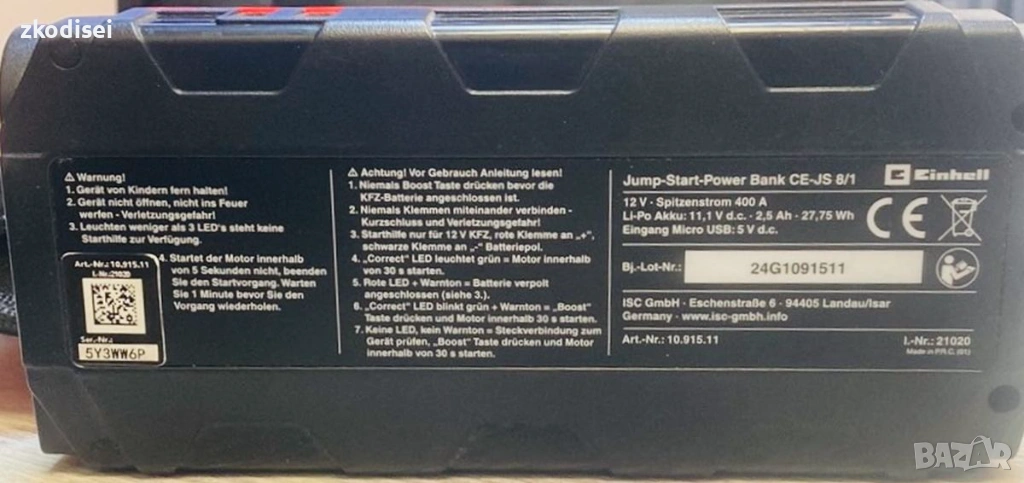 zkodisei
⚠ Warnung!
1. Gerät von Kindern fern halten!
2. Gerät nicht öffnen, nicht ins Feuer
werfen - Verletzungsgefahr!
3. Leuchten weniger als 3 LED's steht keine
Starthilfe zur Verfügung.
4. Startet der Motor innerhalb
von 5 Sekunden nicht, beenden
Sie den Startvorgang. Warten
Sie 1 Minute bevor Sie den
Vorgang wiederholen.
Art.-Nr.: 10.915.11
I.-Nr.:21020
Ser.-Nr.:
5Y3WW6P
⚠ Achtung! Vor Gebrauch Anleitung lesen!
1. Niemals Boost Taste drücken bevor die
KFZ-Batterie angeschlossen ist.
2. Niemals Klemmen miteinander verbinden -
Kurzschluss und Verletzungsgefahr!
3. Starthilfe nur für 12 V KFZ, rote Klemme an „+",
schwarze Klemme an „-" Batteriepol.
4. „Correct" LED leuchtet grün = Motor innerhalb
von 30 s starten.
5. Rote LED + Warnton = Batterie verpolt
angeschlossen (siehe 3.).
6. „Correct" LED blinkt grün + Warnton = „Boost"
Taste drücken und Motor innerhalb 30 s starten.
7. Keine LED, kein Warnton = Steckverbindung zum
Gerät prüfen, „Boost" Taste drücken und Motor
innerhalb von 30 s starten.
Jump-Start-Power Bank CE-JS 8/1
Einhell
12 V · Spitzenstrom 400 A
Li-Po Akku: 11,1 V d.c. - 2,5 Ah - 27,75 Wh
Eingang Micro USB: 5 V d.c.
CE
Bj.-Lot-Nr.: 24G1091511
ISC GmbH · Eschenstraße 6 · 94405 Landau/Isar
Germany · www.isc-gmbh.info
Art.-Nr.: 10.915.11
I.-Nr.: 21020
Made in P.R.C. (01)
BAZAR